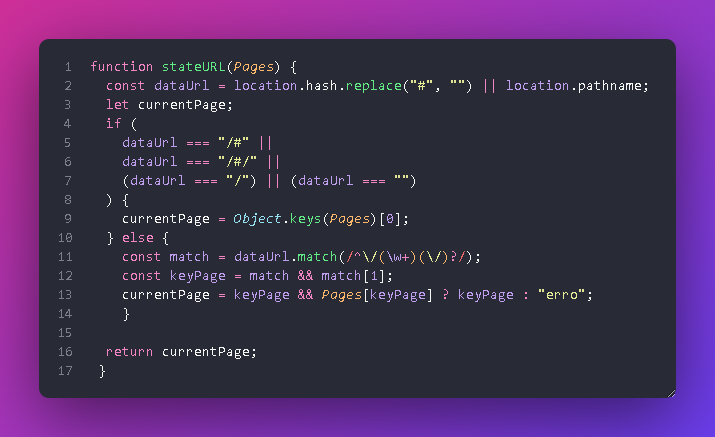 1 function stateURL(Pages) {
2 const dataUrl = location.hash.replace("#", "") || location.pathname;
3 let currentPage;
4 if (
5 dataUrl === "/#" ||
6 dataUrl === "/#/" ||
7 (dataUrl === "/") || (dataUrl === "")
8 ) {
9 currentPage = Object.keys(Pages)[0];
10 } else {
11 const match = dataUrl.match(/^\/(\w+)(\/)?/);
12 const keyPage = match && match[1];
13 currentPage = keyPage && Pages[keyPage] ? keyPage : "erro";
14 }
15
16 return currentPage;
17 }